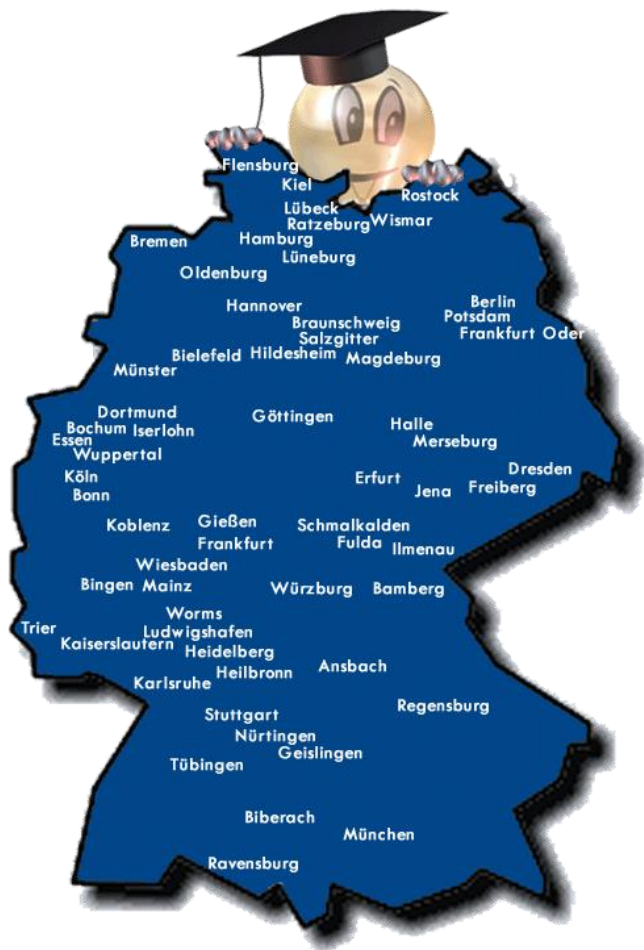 Flensburg
Kiel
Rostock
Lübeck
Wismar
Ratzeburg
Hamburg
Bremen
Lüneburg
Oldenburg
Hannover
Berlin
Potsdam
Braunschweig
Frankfurt Oder
Salzgitter
Hildesheim
Bielefeld
Magdeburg
Münster
Dortmund
Göttingen
Halle
Bochum
Iserlohn
Essen
Merseburg
Wuppertal
Dresden
Köln
Erfurt
Freiberg
Jena
Bonn
Gießen
Koblenz
Schmalkalden
Frankfurt
Fulda
Ilmenau
Wiesbaden
Bingen
Mainz
Würzburg
Bamberg
Worms
Trier
Ludwigshafen
Kaiserslautern
Heidelberg
Ansbach
Heilbronn
Karlsruhe
Regensburg
Stuttgart
Nürtingen
Geislingen
Tübingen
Biberach
München
Ravensburg